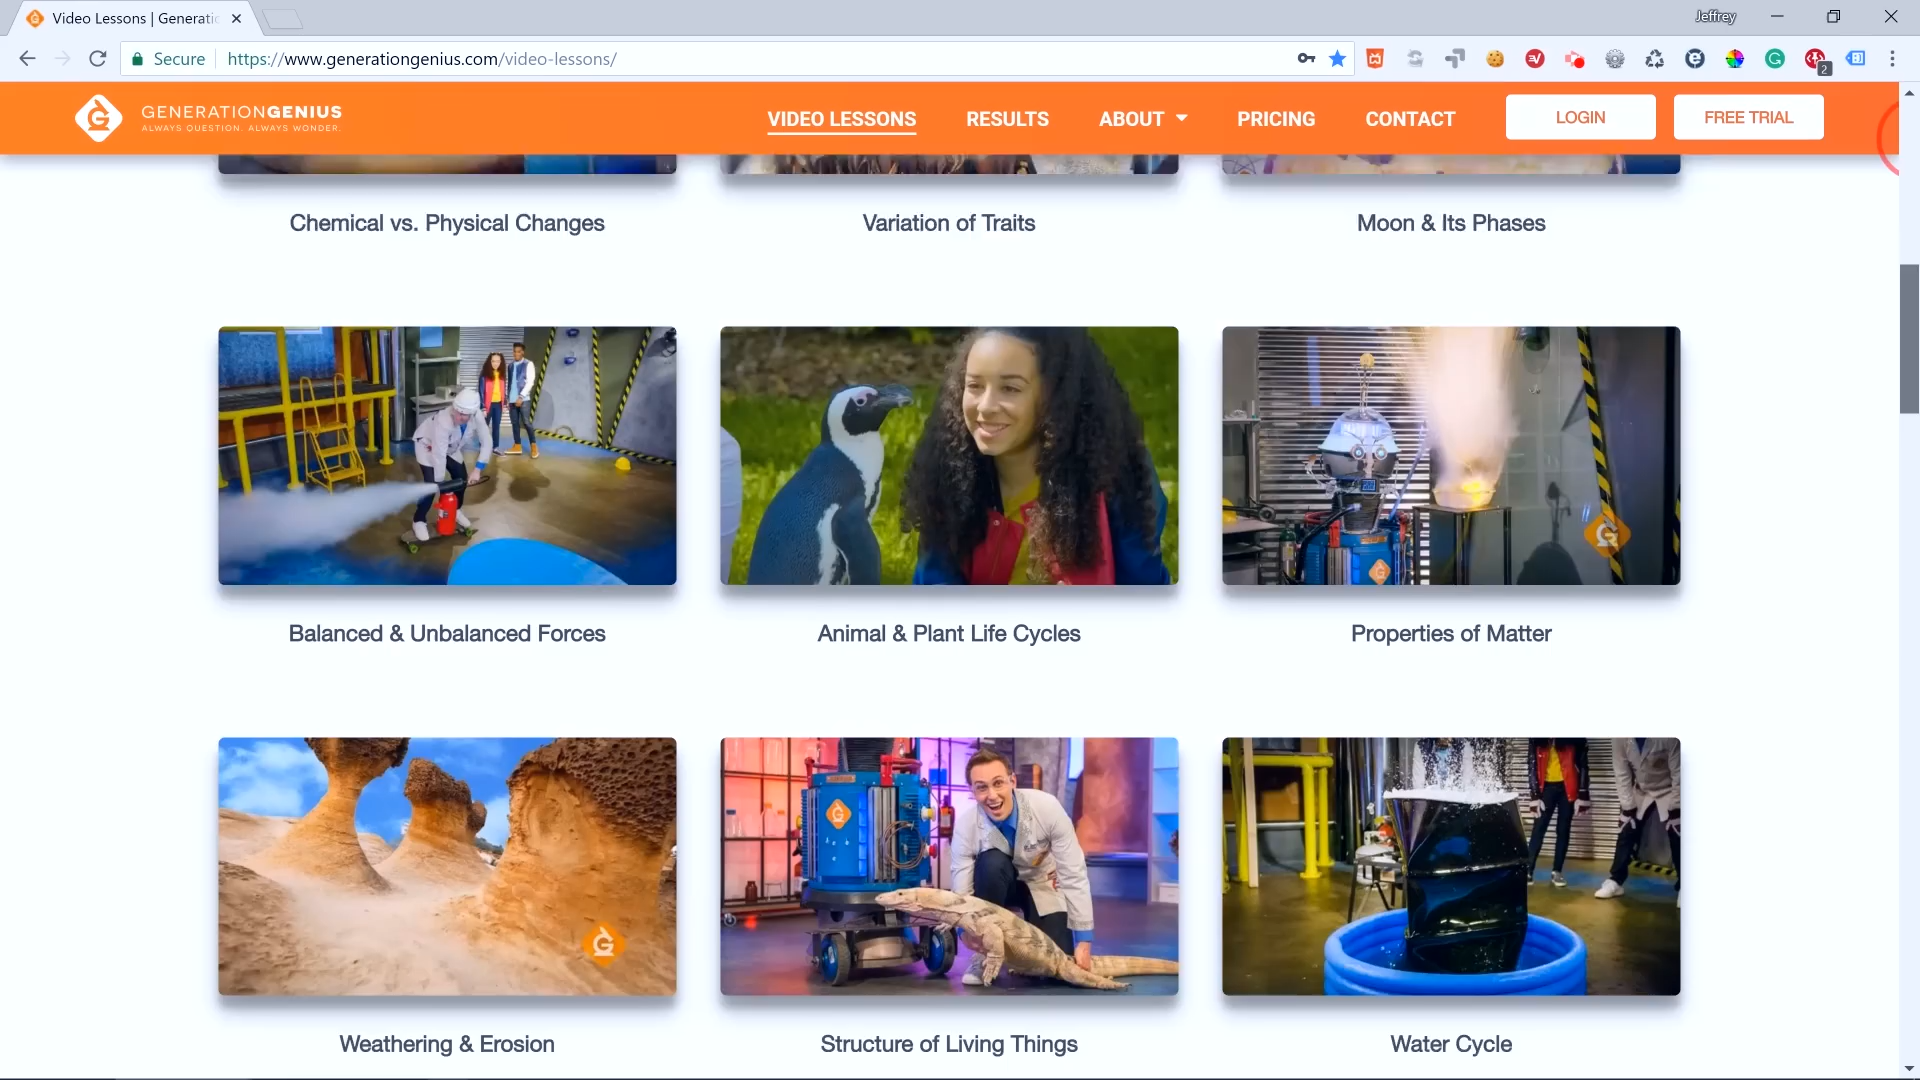 Video Lessons | Generati
Jeffrey
Secure
https://www.generationgenius.com/video-lessons/
2
GENERATIONGENIUS
ALWAYS QUESTION. ALWAYS WONDER.
VIDEO LESSONS
RESULTS
ABOUT
PRICING
CONTACT
LOGIN
FREE TRIAL
Chemical vs. Physical Changes
Variation of Traits
Moon & Its Phases
Balanced & Unbalanced Forces
Animal & Plant Life Cycles
Properties of Matter
Weathering & Erosion
Structure of Living Things
Water Cycle